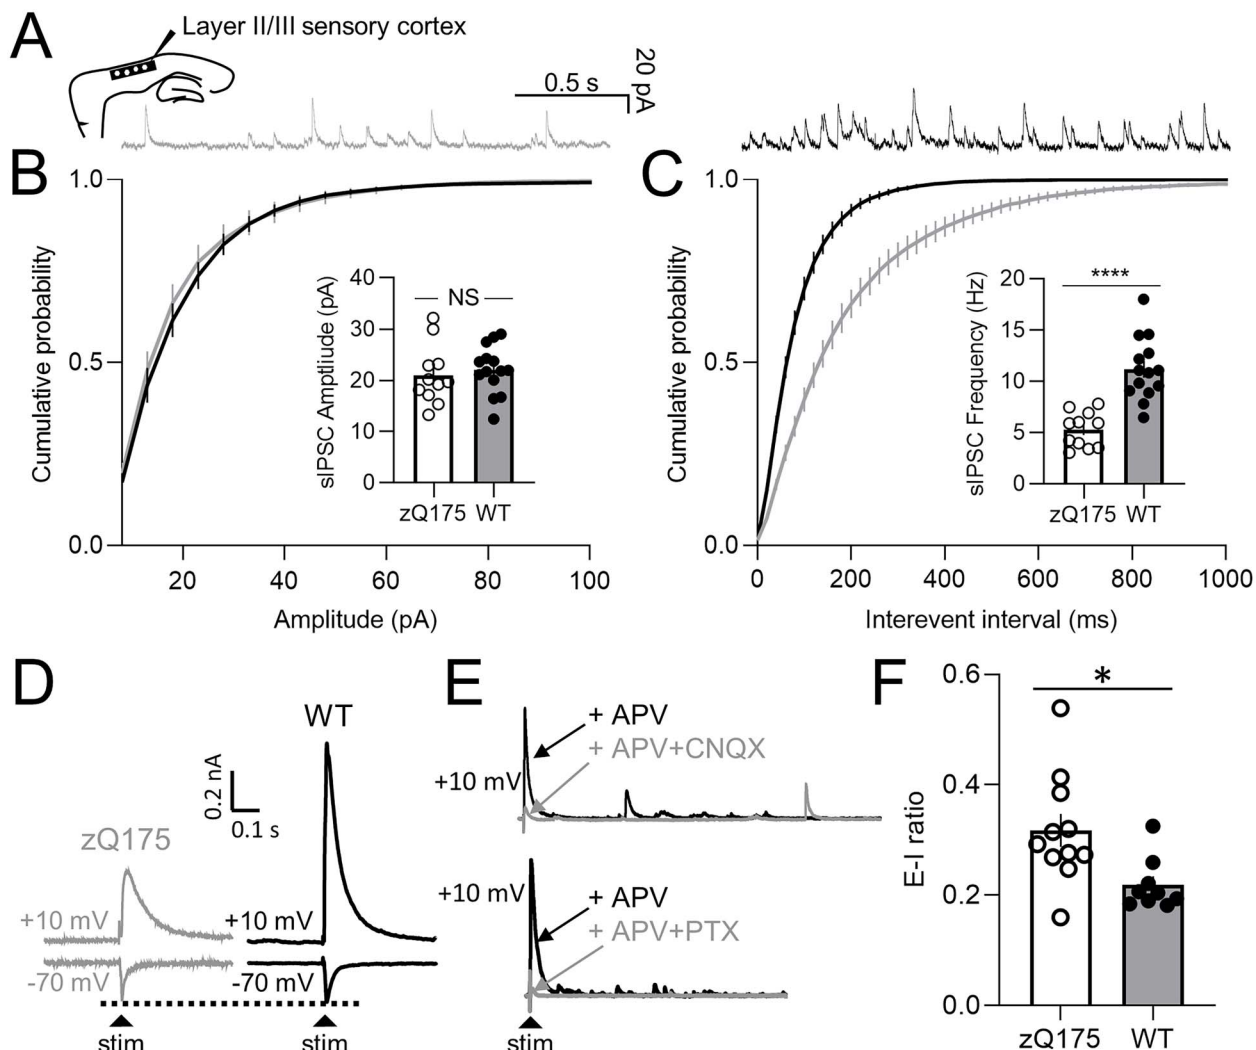 A
Layer II/III sensory cortex
0.5 s
20 pA
B
1.0
0.5
0.0
Cumulative probability
20
40
60
80
100
Amplitude (pA)
40
30
20
10
0
sIPSC Amptliude (pA)
NS
zQ175
WT
C
1.0
0.5
0.0
Cumulative probability
0
200
400
600
800
1000
Interevent interval (ms)
20
15
10
5
0
sIPSC Frequency (Hz)
****
zQ175
WT
D
WT
0.2 nA
0.1 s
zQ175
+10 mV
+10 mV
-70 mV
-70 mV
stim
stim
E
+ APV
+ APV+CNQX
+10 mV
+10 mV
+ APV
+ APV+PTX
stim
F
0.6
0.4
0.2
0.0
E-I ratio
*
zQ175
WT